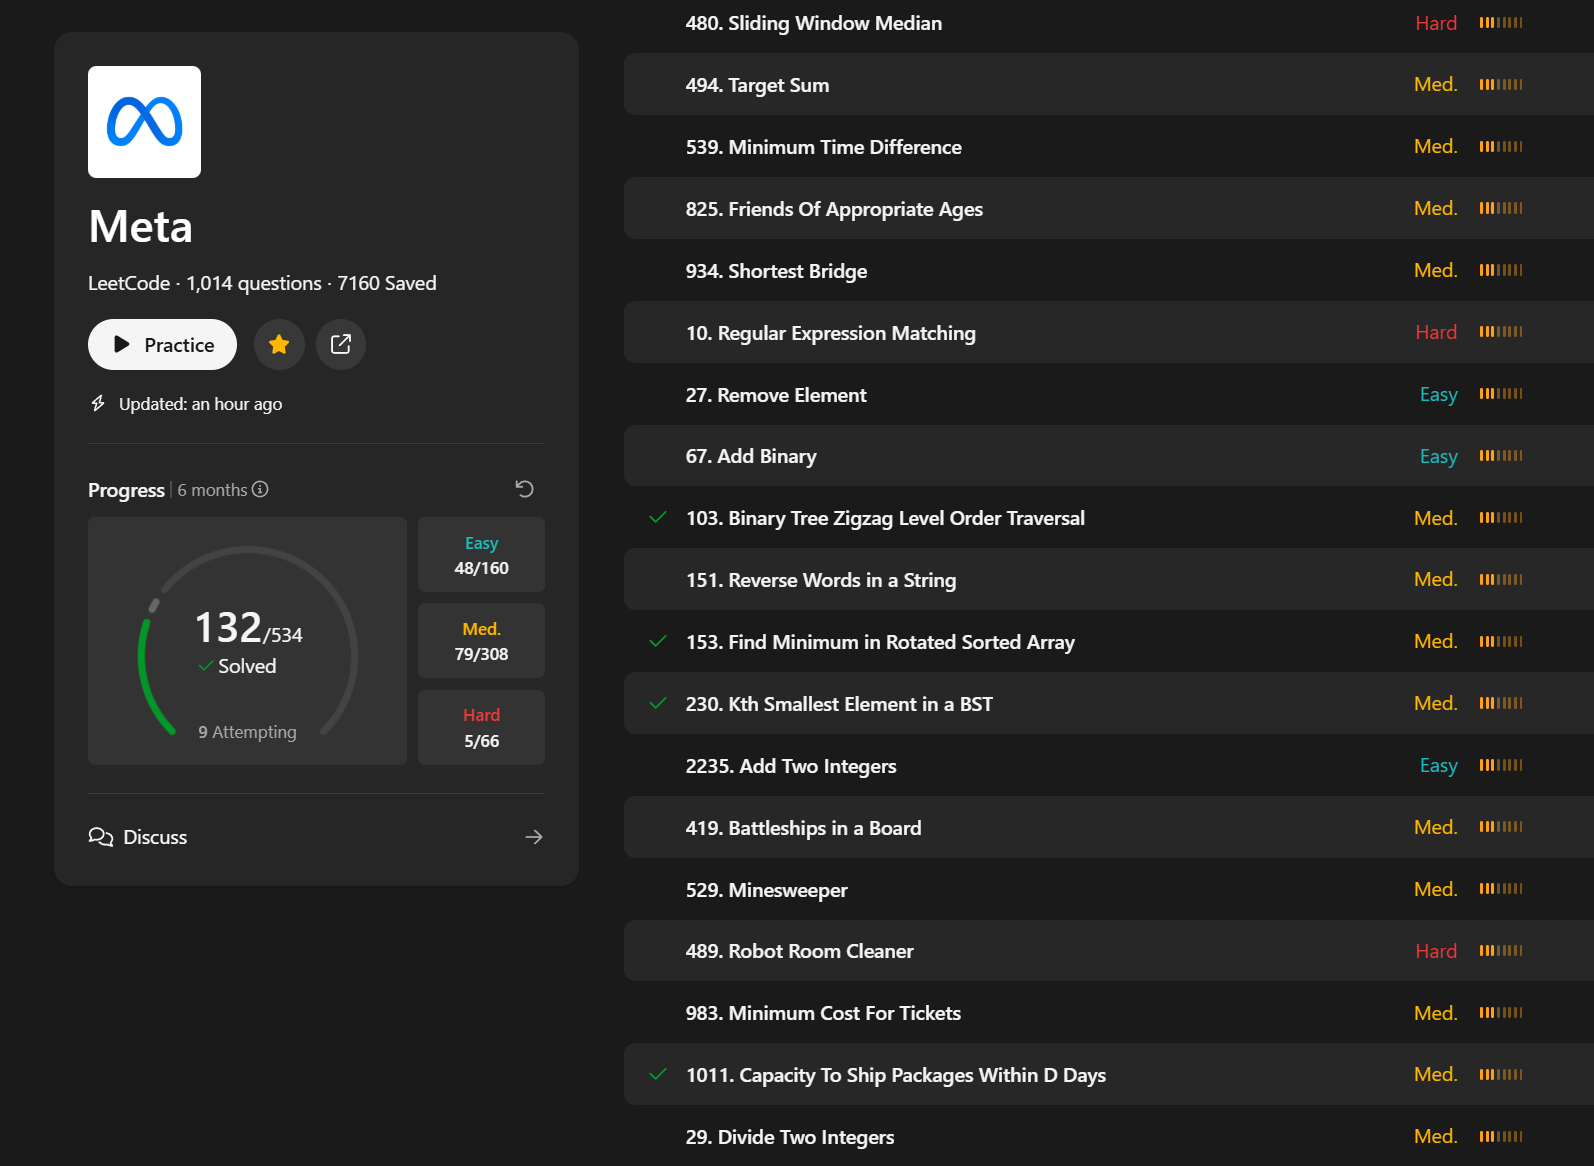 Meta
LeetCode · 1,014 questions · 7160 Saved
Practice
Updated: an hour ago
Progress | 6 months
132/534
Solved
9 Attempting
Easy
48/160
Med.
79/308
Hard
5/66
Discuss
480. Sliding Window Median Hard
494. Target Sum Med.
539. Minimum Time Difference Med.
825. Friends Of Appropriate Ages Med.
934. Shortest Bridge Med.
10. Regular Expression Matching Hard
27. Remove Element Easy
67. Add Binary Easy
103. Binary Tree Zigzag Level Order Traversal Med.
151. Reverse Words in a String Med.
153. Find Minimum in Rotated Sorted Array Med.
230. Kth Smallest Element in a BST Med.
2235. Add Two Integers Easy
419. Battleships in a Board Med.
529. Minesweeper Med.
489. Robot Room Cleaner Hard
983. Minimum Cost For Tickets Med.
1011. Capacity To Ship Packages Within D Days Med.
29. Divide Two Integers Med.